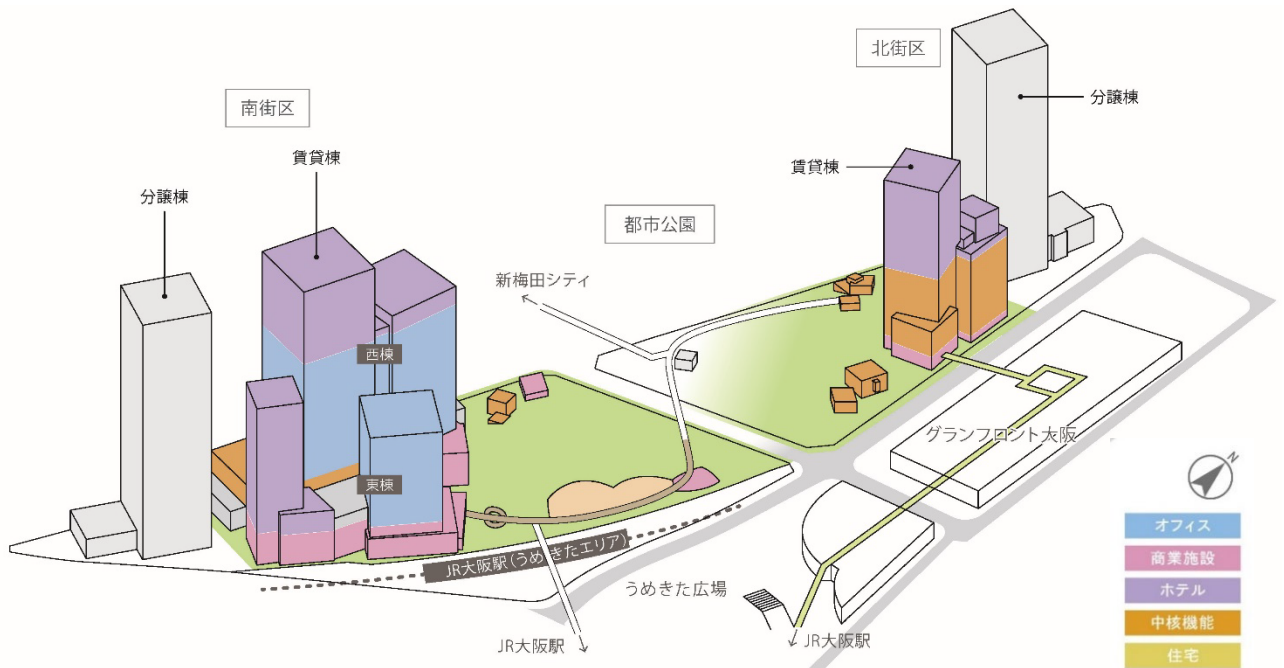 北街区
分譲棟
南街区
賃貸棟
賃貸棟
分譲棟
都市公園
新梅田シティ
西棟
グランフロント大阪
東棟
N
JR大阪駅(うめきたエリア)
オフィス
商業施設
うめきた広場
ホテル
中核機能
JR大阪駅
JR大阪駅
住宅